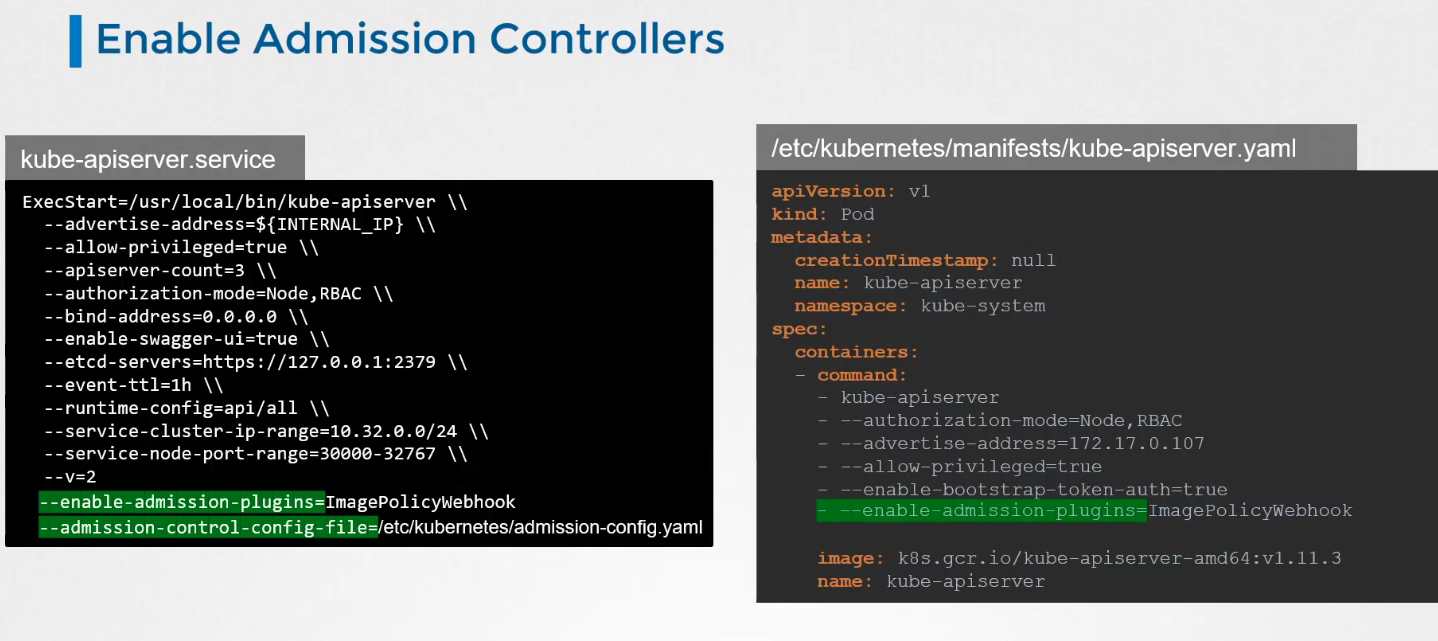 Enable Admission Controllers
kube-apiserver.service
ExecStart=/usr/local/bin/kube-apiserver \\
--advertise-address=${INTERNAL_IP} \\
--allow-privileged=true \\
--apiserver-count=3 \\
--authorization-mode=Node,RBAC \\
--bind-address=0.0.0.0 \\
--enable-swagger-ui=true \\
--etcd-servers=https://127.0.0.1:2379 \\
--event-ttl=1h \\
--runtime-config=api/all \\
--service-cluster-ip-range=10.32.0.0/24 \\
--service-node-port-range=30000-32767 \\
--v=2
--enable-admission-plugins=ImagePolicyWebhook
--admission-control-config-file=/etc/kubernetes/admission-config.yaml
/etc/kubernetes/manifests/kube-apiserver.yaml
apiVersion: v1
kind: Pod
metadata:
creationTimestamp: null
name: kube-apiserver
namespace: kube-system
spec:
containers:
- command:
- kube-apiserver
- --authorization-mode=Node,RBAC
- --advertise-address=172.17.0.107
- --allow-privileged=true
- --enable-bootstrap-token-auth=true
- --enable-admission-plugins=ImagePolicyWebhook
image: k8s.gcr.io/kube-apiserver-amd64:v1.11.3
name: kube-apiserver